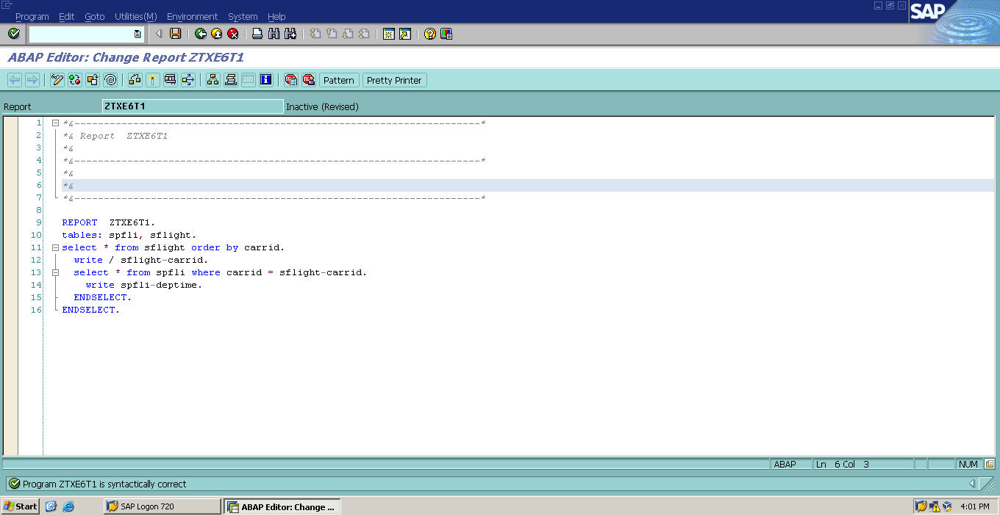 Program Edit Goto Utilities(M) Environment System Help
SAP
ABAP Editor: Change Report ZTXE6T1
Pattern Pretty Printer
Report ZTXE6T1 Inactive (Revised)
1 *&---------------------------------------------------------------------*
2 *& Report  ZTXE6T1
3 *&
4 *&---------------------------------------------------------------------*
5 *&
6 *&
7 *&---------------------------------------------------------------------*
8
9 REPORT  ZTXE6T1.
10 tables: spfli, sflight.
11 select * from sflight order by carrid.
12   write / sflight-carrid.
13   select * from spfli where carrid = sflight-carrid.
14     write spfli-deptime.
15   ENDSELECT.
16 ENDSELECT.
ABAP Ln 6 Col 3 NUM
Program ZTXE6T1 is syntactically correct
Start SAP Logon 720 ABAP Editor: Change ... 4:01 PM